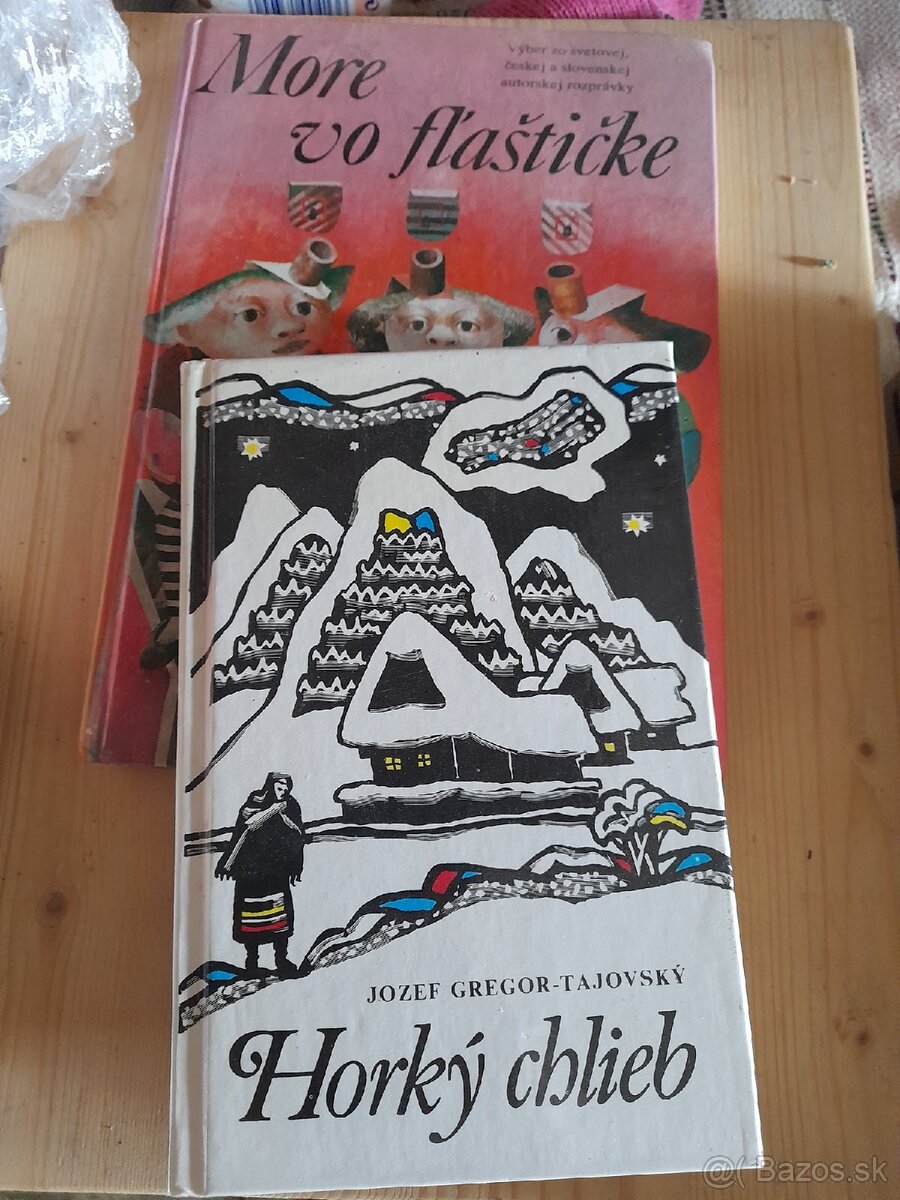 More
vo fľaštičke
Výber zo svetovej,
českej a slovenskej
autorskej rozprávky
JOZEF GREGOR-TAJOVSKÝ
Horký chlieb
@( Bazos.sk